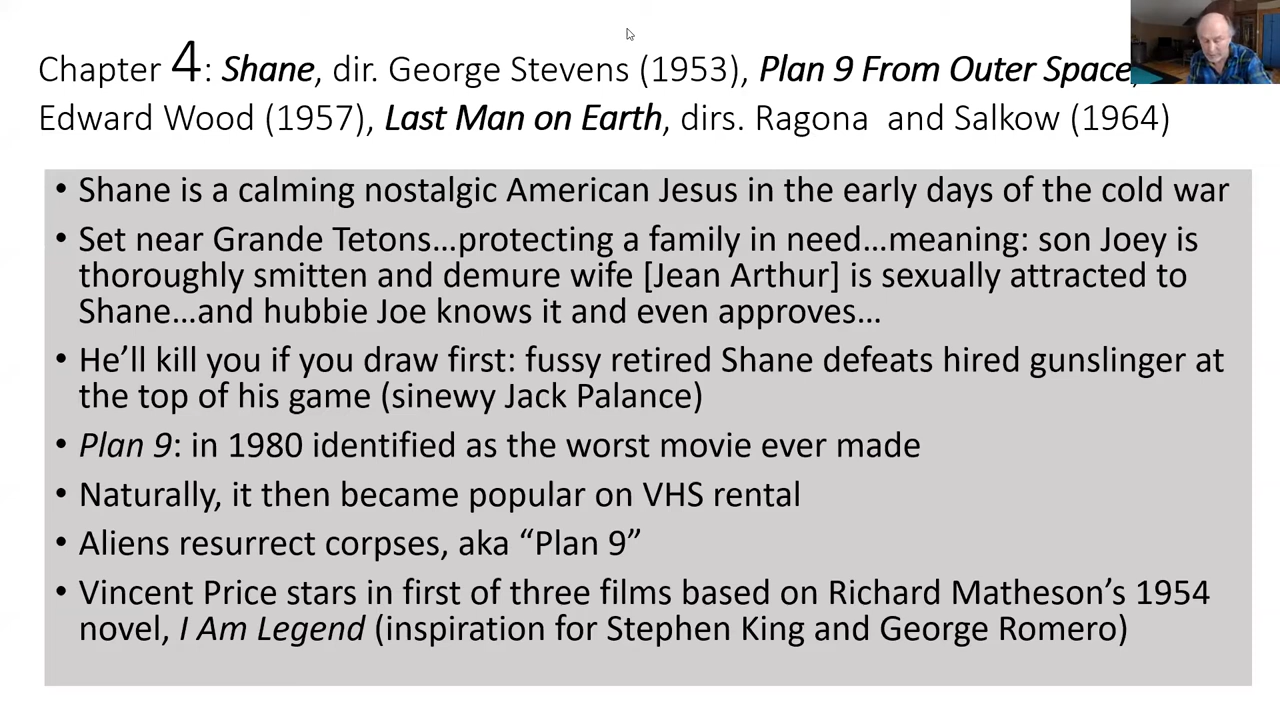 Chapter 4: Shane, dir. George Stevens (1953), Plan 9 From Outer Space,
Edward Wood (1957), Last Man on Earth, dirs. Ragona and Salkow (1964)
• Shane is a calming nostalgic American Jesus in the early days of the cold war
• Set near Grande Tetons…protecting a family in need…meaning: son Joey is
thoroughly smitten and demure wife [Jean Arthur] is sexually attracted to
Shane…and hubbie Joe knows it and even approves…
• He’ll kill you if you draw first: fussy retired Shane defeats hired gunslinger at
the top of his game (sinewy Jack Palance)
• Plan 9: in 1980 identified as the worst movie ever made
• Naturally, it then became popular on VHS rental
• Aliens resurrect corpses, aka “Plan 9”
• Vincent Price stars in first of three films based on Richard Matheson’s 1954
novel, I Am Legend (inspiration for Stephen King and George Romero)